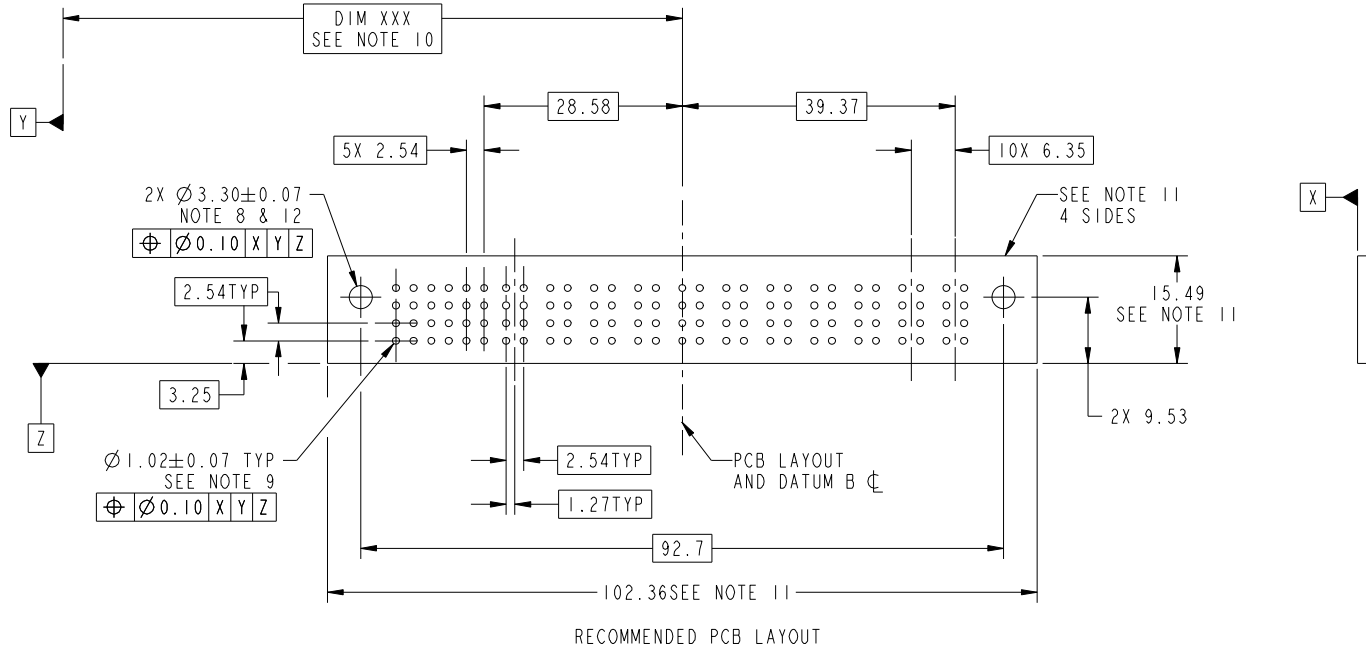 DIM XXX
SEE NOTE 10
Y
28.58
39.37
5X 2.54
10X 6.35
2X Ø3.30±0.07
NOTE 8 & 12
⌖ Ø0.10 X Y Z
SEE NOTE 11
4 SIDES
X
2.54TYP
15.49
SEE NOTE 11
3.25
Z
2X 9.53
Ø1.02±0.07 TYP
SEE NOTE 9
⌖ Ø0.10 X Y Z
2.54TYP
1.27TYP
PCB LAYOUT
AND DATUM B ℄
92.7
102.36SEE NOTE 11
RECOMMENDED PCB LAYOUT